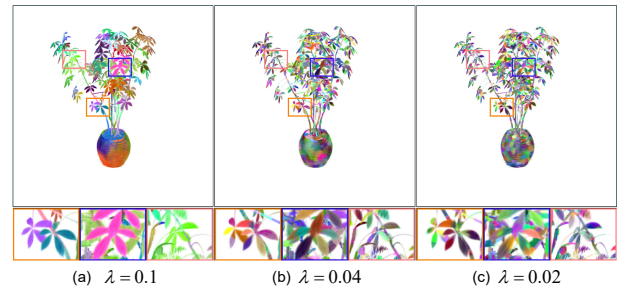 (a) λ = 0.1 (b) λ = 0.04 (c) λ = 0.02